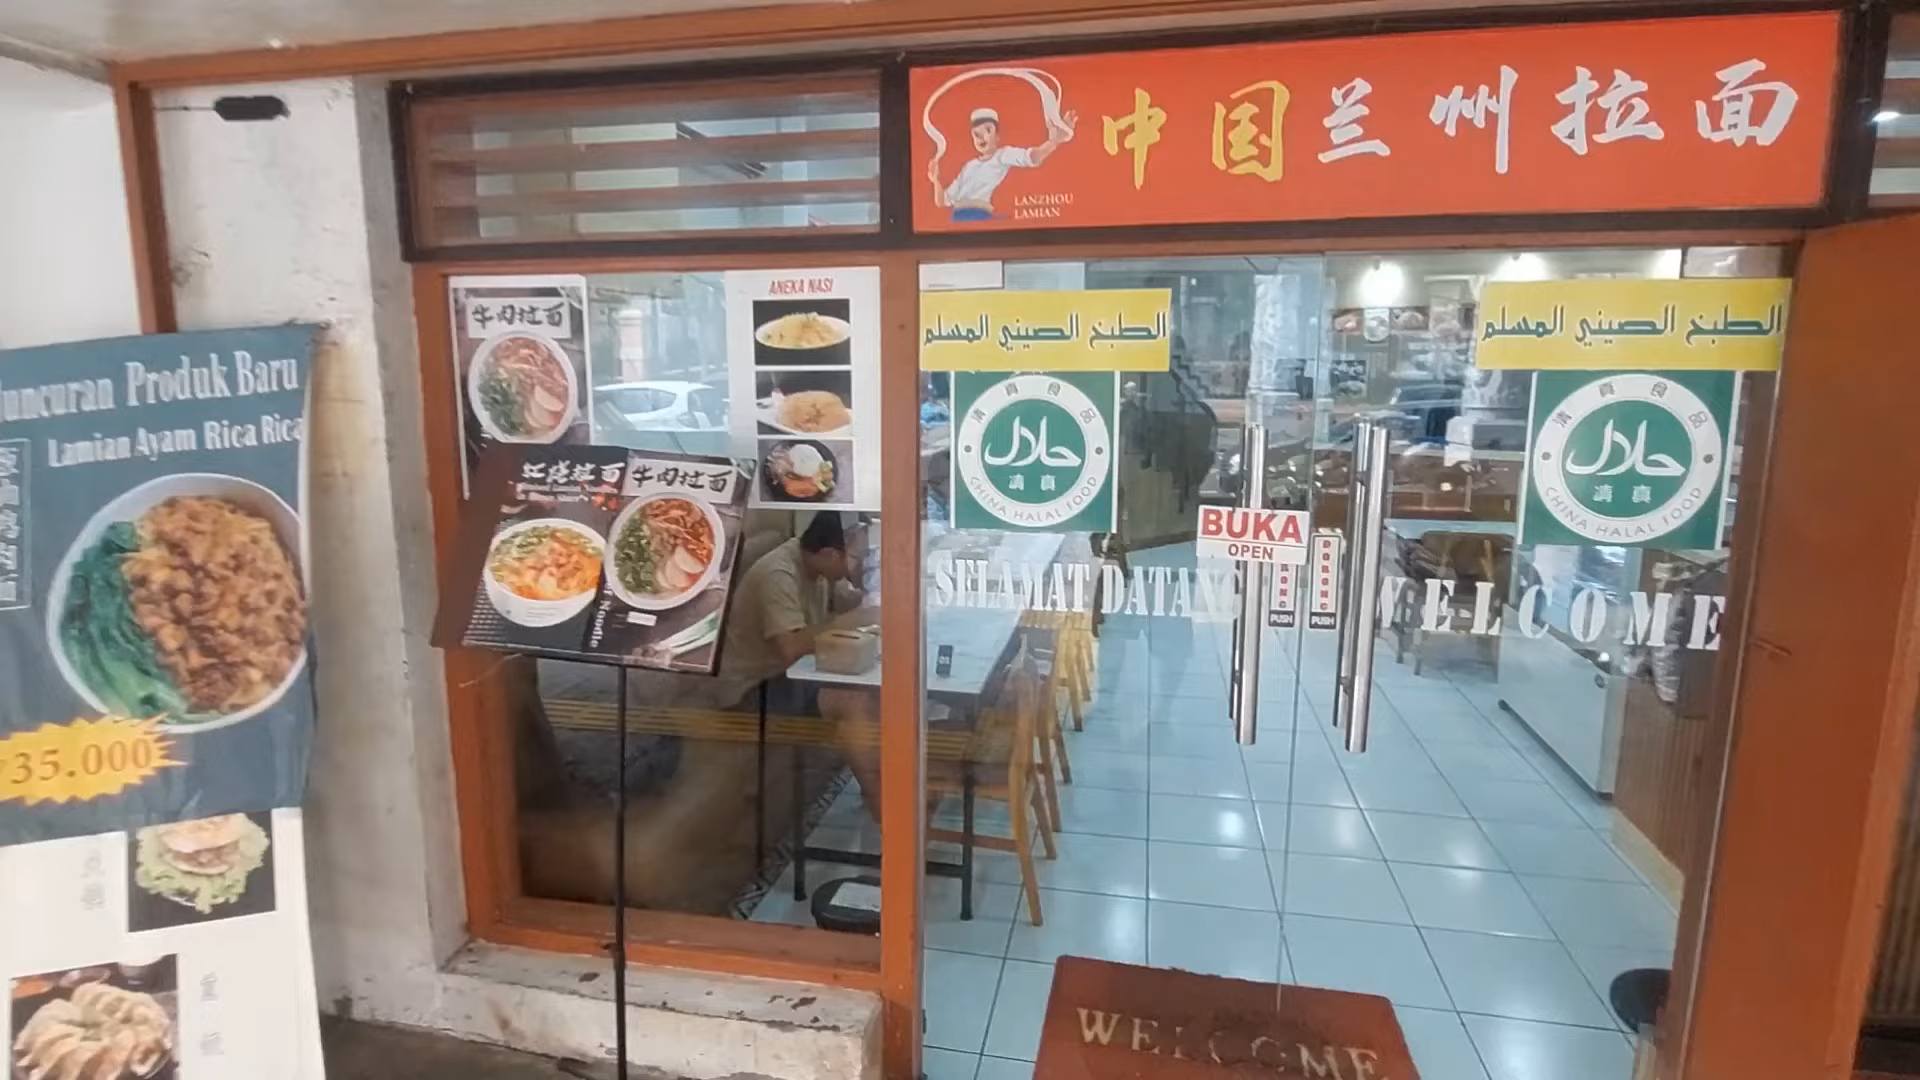 中国兰州拉面
LANZHOU
LAMIAN
Produk Baru
Lamian Ayam Rica Rica
35.000
牛肉拉面
ANEKA NASI
红烧拉面
牛肉拉面
Noodle
الطبخ الصيني المسلم
清真食品
حلال
清真
CHINA HALAL FOOD
الطبخ الصيني المسلم
清真食品
حلال
清真
CHINA HALAL FOOD
BUKA
OPEN
SELAMAT DATANG
WELCOME
DORONG
PUSH
DORONG
PUSH
WELCOME